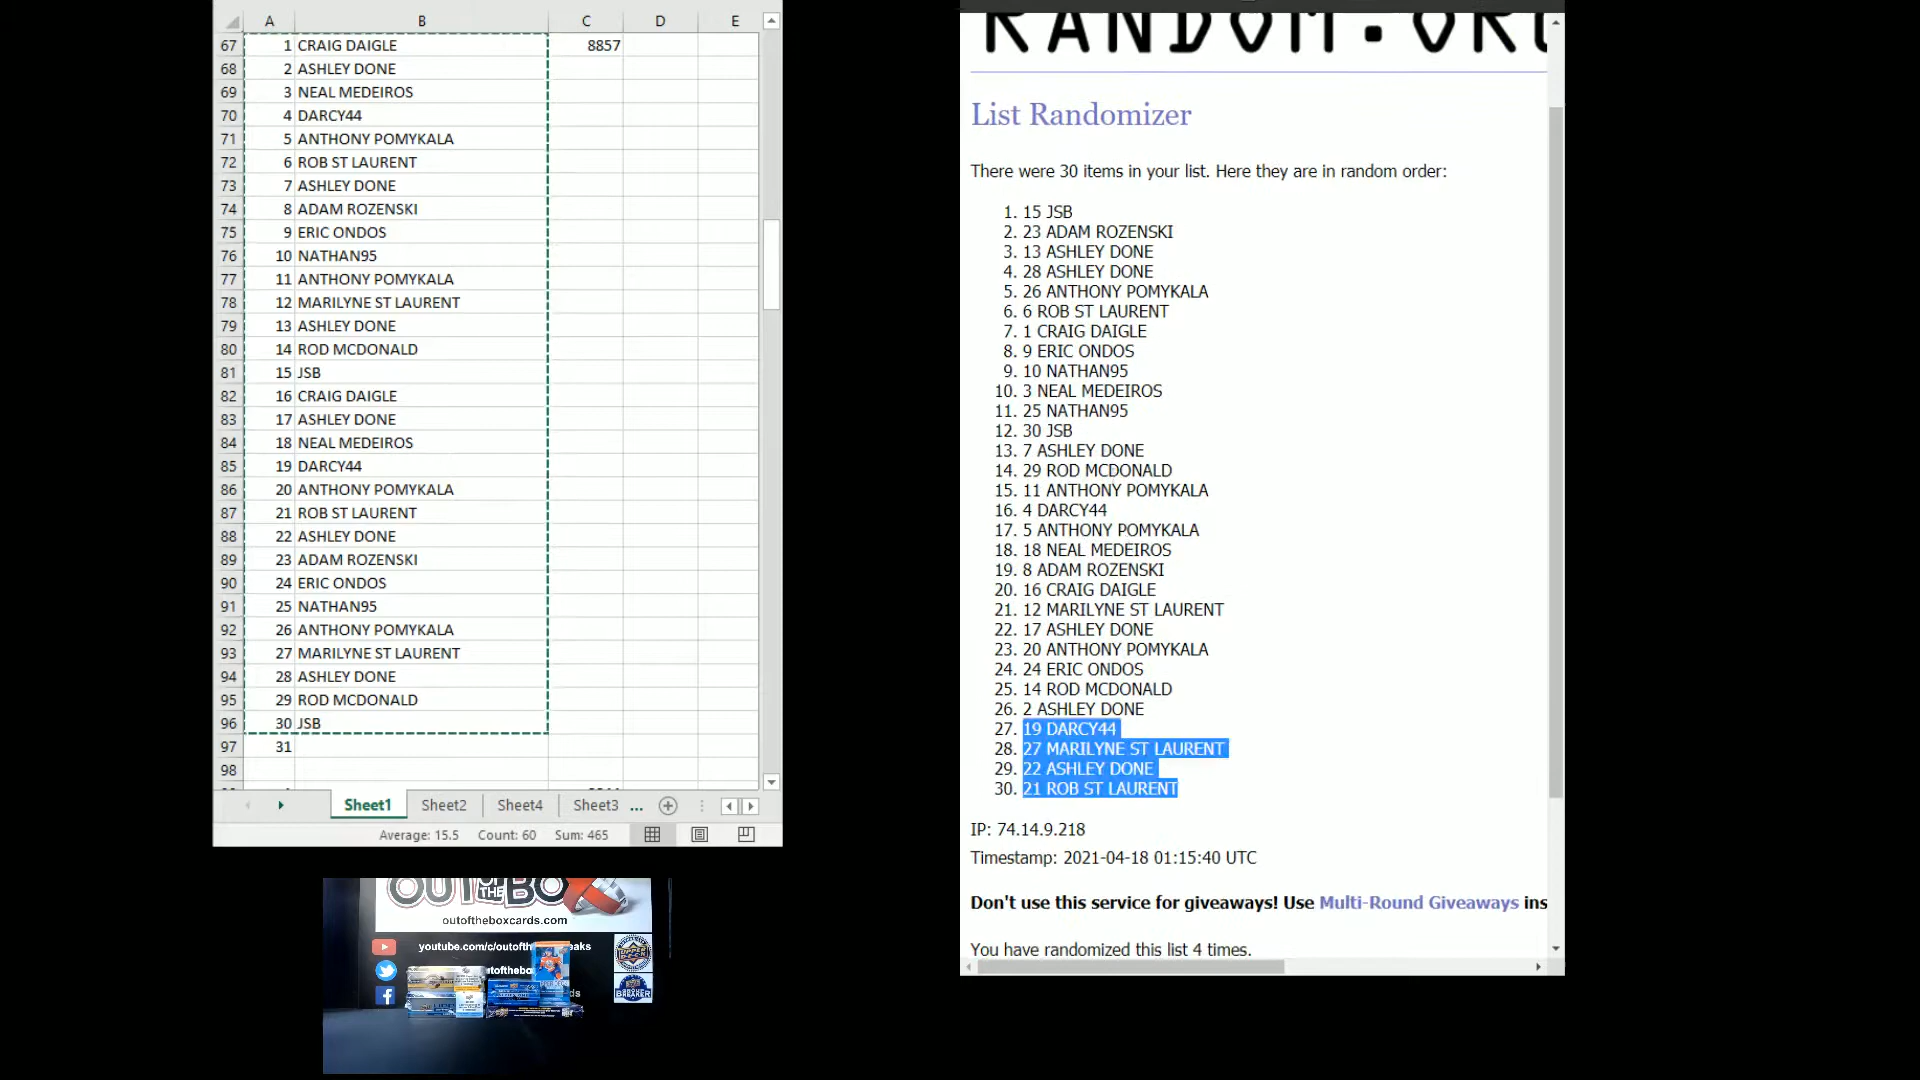 A B C D E
67 1 CRAIG DAIGLE 8857
68 2 ASHLEY DONE
69 3 NEAL MEDEIROS
70 4 DARCY44
71 5 ANTHONY POMYKALA
72 6 ROB ST LAURENT
73 7 ASHLEY DONE
74 8 ADAM ROZENSKI
75 9 ERIC ONDOS
76 10 NATHAN95
77 11 ANTHONY POMYKALA
78 12 MARILYNE ST LAURENT
79 13 ASHLEY DONE
80 14 ROD MCDONALD
81 15 JSB
82 16 CRAIG DAIGLE
83 17 ASHLEY DONE
84 18 NEAL MEDEIROS
85 19 DARCY44
86 20 ANTHONY POMYKALA
87 21 ROB ST LAURENT
88 22 ASHLEY DONE
89 23 ADAM ROZENSKI
90 24 ERIC ONDOS
91 25 NATHAN95
92 26 ANTHONY POMYKALA
93 27 MARILYNE ST LAURENT
94 28 ASHLEY DONE
95 29 ROD MCDONALD
96 30 JSB
97 31
98
Sheet1 Sheet2 Sheet4 Sheet3 ...
Average: 15.5 Count: 60 Sum: 465
OUT OF THE BOX
outoftheboxcards.com
youtube.com/c/outofth eaks
RANDOM.ORG
List Randomizer
There were 30 items in your list. Here they are in random order:
1. 15 JSB
2. 23 ADAM ROZENSKI
3. 13 ASHLEY DONE
4. 28 ASHLEY DONE
5. 26 ANTHONY POMYKALA
6. 6 ROB ST LAURENT
7. 1 CRAIG DAIGLE
8. 9 ERIC ONDOS
9. 10 NATHAN95
10. 3 NEAL MEDEIROS
11. 25 NATHAN95
12. 30 JSB
13. 7 ASHLEY DONE
14. 29 ROD MCDONALD
15. 11 ANTHONY POMYKALA
16. 4 DARCY44
17. 5 ANTHONY POMYKALA
18. 18 NEAL MEDEIROS
19. 8 ADAM ROZENSKI
20. 16 CRAIG DAIGLE
21. 12 MARILYNE ST LAURENT
22. 17 ASHLEY DONE
23. 20 ANTHONY POMYKALA
24. 24 ERIC ONDOS
25. 14 ROD MCDONALD
26. 2 ASHLEY DONE
27. 19 DARCY44
28. 27 MARILYNE ST LAURENT
29. 22 ASHLEY DONE
30. 21 ROB ST LAURENT
IP: 74.14.9.218
Timestamp: 2021-04-18 01:15:40 UTC
Don't use this service for giveaways! Use Multi-Round Giveaways ins
You have randomized this list 4 times.